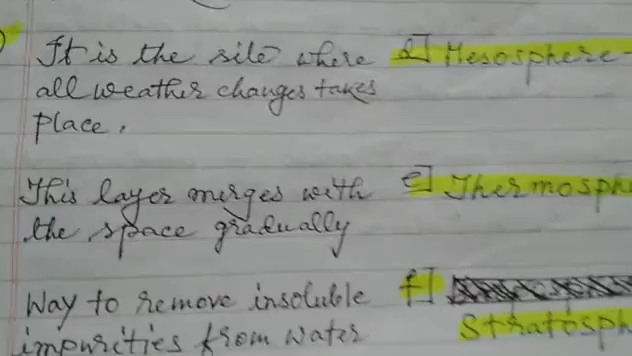 It is the site where d] Mesosphere
all weather changes takes
place.
This layer merges with e] Thermosph
the space gradually
Way to remove insoluble f]
impurities from water Stratosph